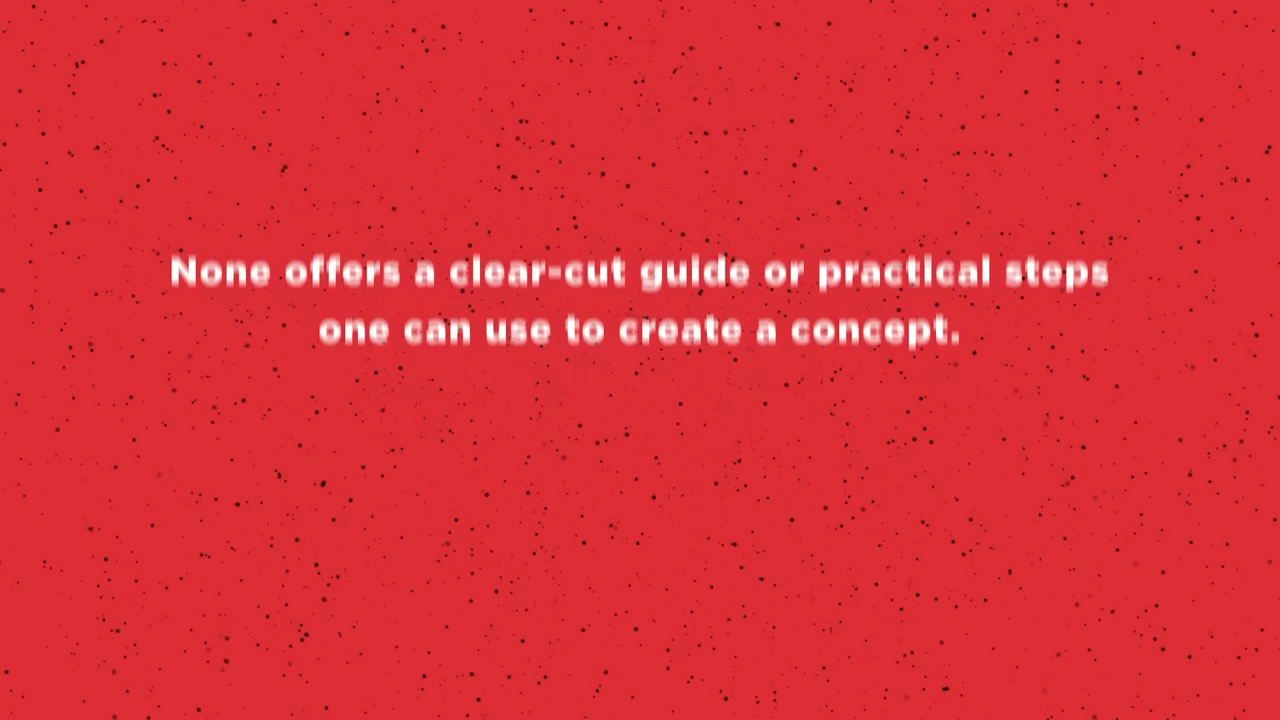 None offers a clear-cut guide or practical steps
one can use to create a concept.